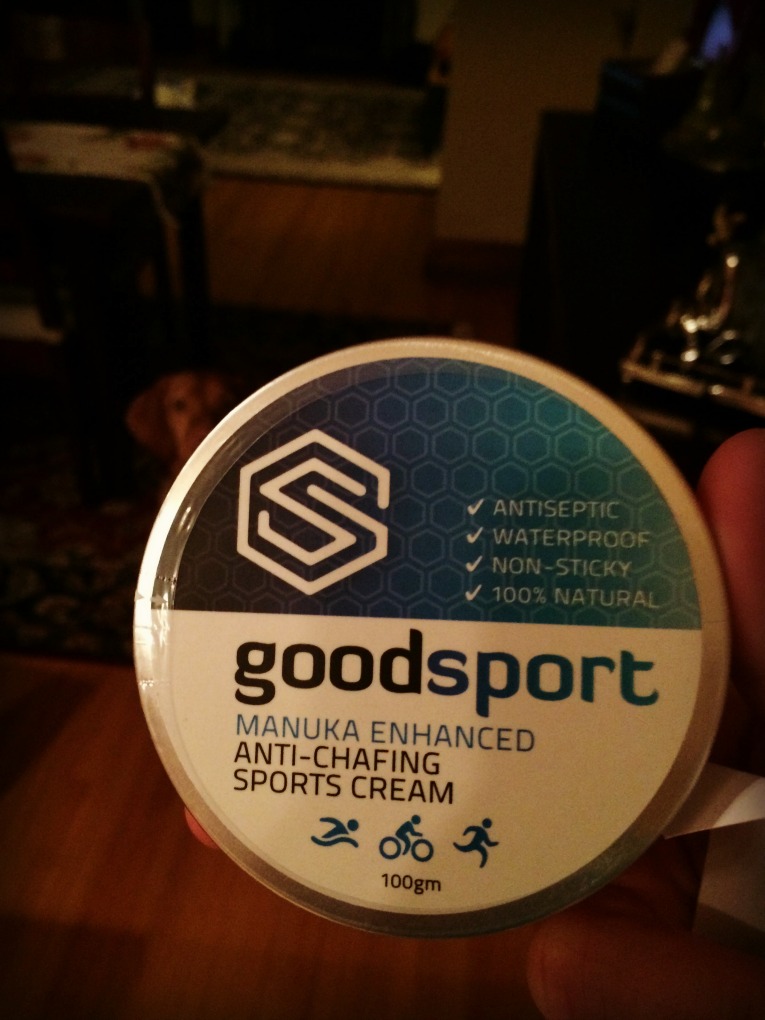 ✓ ANTISEPTIC
✓ WATERPROOF
✓ NON-STICKY
✓ 100% NATURAL
goodsport
MANUKA ENHANCED
ANTI-CHAFING
SPORTS CREAM
100gm